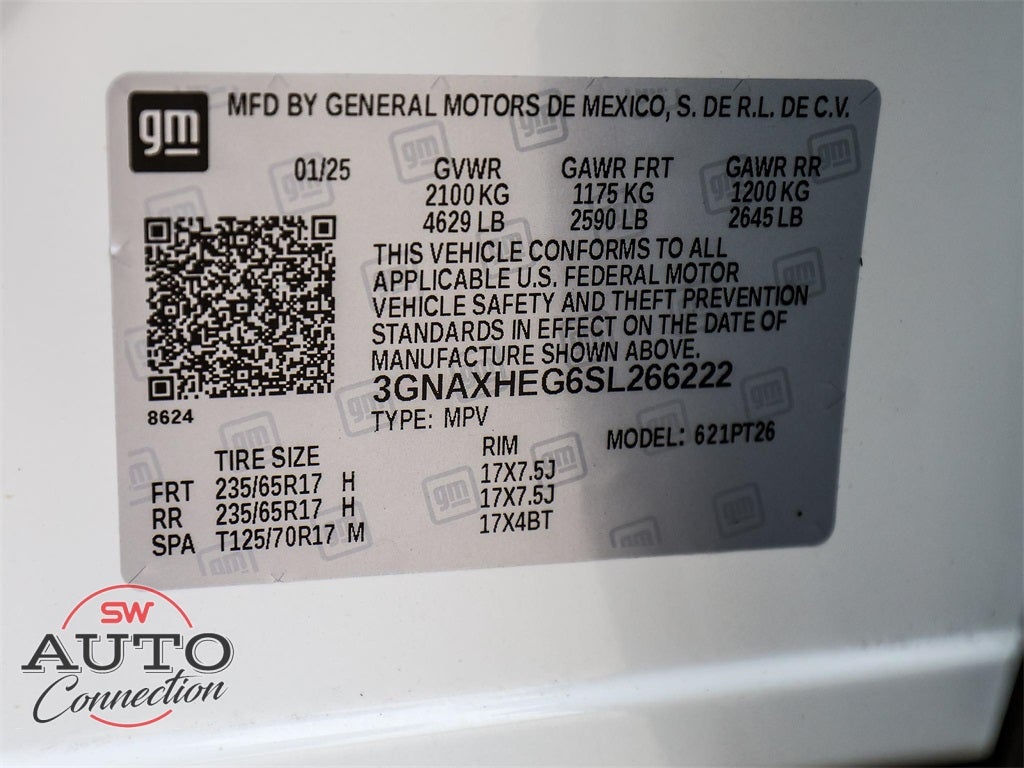 gm MFD BY GENERAL MOTORS DE MEXICO, S. DE R.L. DE C.V.
01/25 GVWR GAWR FRT GAWR RR
2100 KG 1175 KG 1200 KG
4629 LB 2590 LB 2645 LB
THIS VEHICLE CONFORMS TO ALL
APPLICABLE U.S. FEDERAL MOTOR
VEHICLE SAFETY AND THEFT PREVENTION
STANDARDS IN EFFECT ON THE DATE OF
MANUFACTURE SHOWN ABOVE.
3GNAXHEG6SL266222
8624 TYPE: MPV
MODEL: 621PT26
TIRE SIZE RIM
FRT 235/65R17 H 17X7.5J
RR 235/65R17 H 17X7.5J
SPA T125/70R17 M 17X4BT
SW
AUTO
Connection